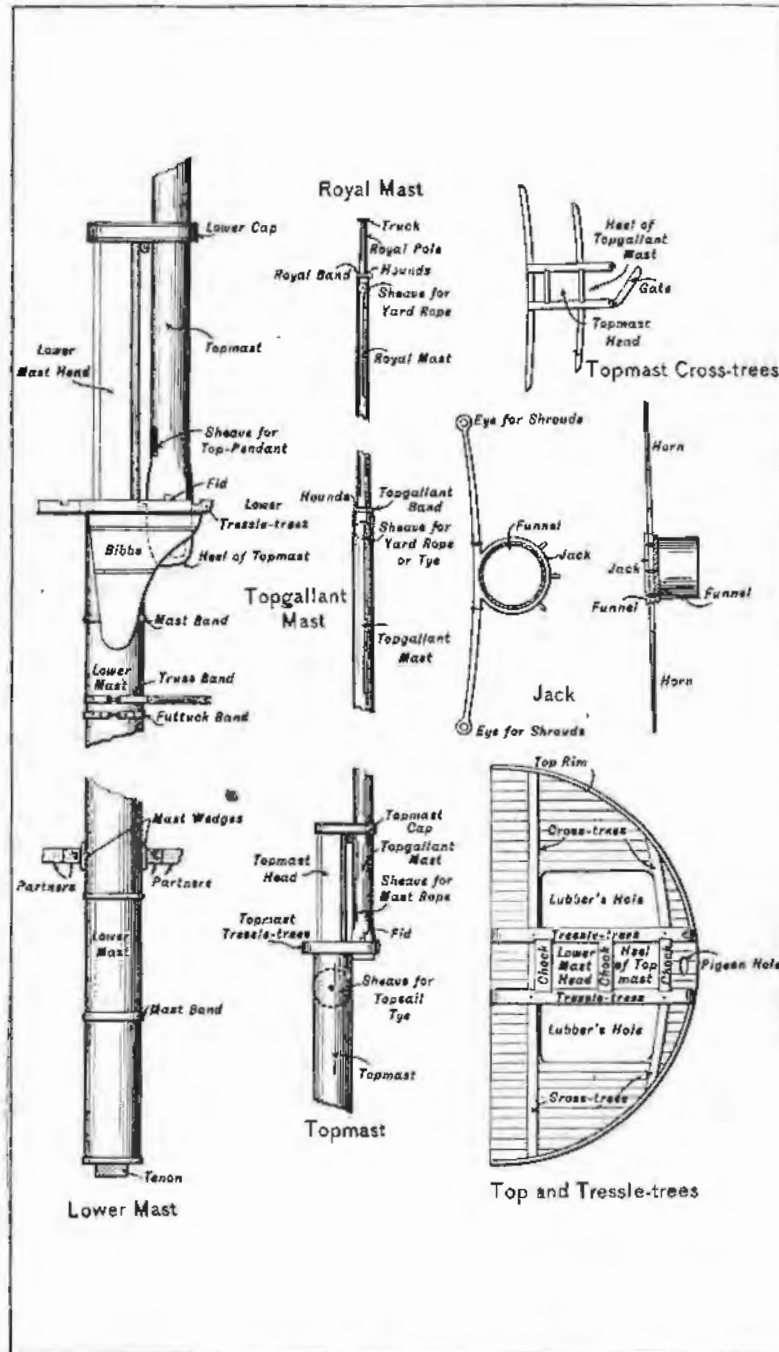 Lower Cap
Lower
Mast Head
Topmast
Sheave for
Top-Pendant
Fid
Lower
Tressle-trees
Bibbs
Heel of Topmast
Mast Band
Lower
Mast
Truss Band
Futtuck Band
Mast Wedges
Partners
Partners
Lower
Mast
Mast Band
Tenon
Lower Mast
Royal Mast
Truck
Royal Pole
Royal Band
Hounds
Sheave for
Yard Rope
Royal Mast
Hounds
Topgallant
Band
Sheave for
Yard Rope
or Tye
Topgallant
Mast
Topgallant
Mast
Topmast
Cap
Topgallant
Mast
Topmast
Head
Sheave for
Mast Rope
Topmast
Tressle-trees
Fid
Sheave for
Topsail
Tye
Topmast
Topmast
Heel of
Topgallant
Mast
Gate
Topmast
Head
Topmast Cross-trees
Eye for Shrouds
Funnel
Jack
Eye for Shrouds
Horn
Jack
Funnel
Funnel
Horn
Jack
Top Rim
Cross-trees
Lubber's Hole
Tressle-trees
Chock
Lower
Mast
Head
Chock
Heel
of Top
mast
Chock
Pigeon Hole
Tressle-trees
Lubber's Hole
Sross-trees
Top and Tressle-trees